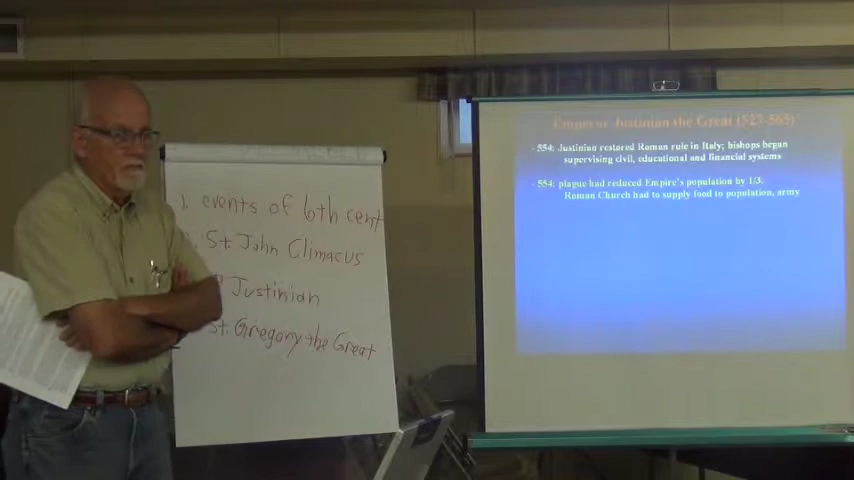 1. events of 6th cent
. St. John Climacus
Justinian
St. Gregory the Great
Emperor Justinian the Great (527-565)
- 554: Justinian restored Roman rule in Italy; bishops began
supervising civil, educational and financial systems
- 554: plague had reduced Empire's population by 1/3.
Roman Church had to supply food to population, army